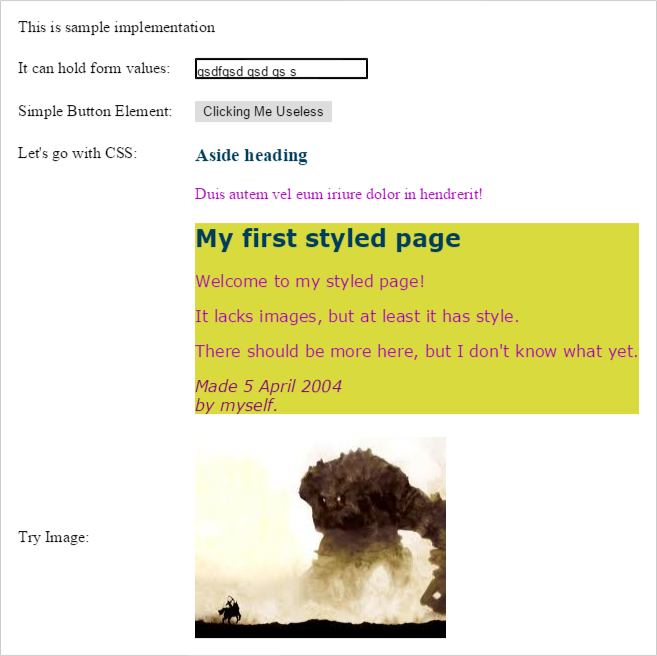 This is sample implementation
It can hold form values: gsdfgsd gsd gs s
Simple Button Element: Clicking Me Useless
Let's go with CSS: Aside heading
Duis autem vel eum iriure dolor in hendrerit!
My first styled page
Welcome to my styled page!
It lacks images, but at least it has style.
There should be more here, but I don't know what yet.
Made 5 April 2004
by myself.
Try Image: